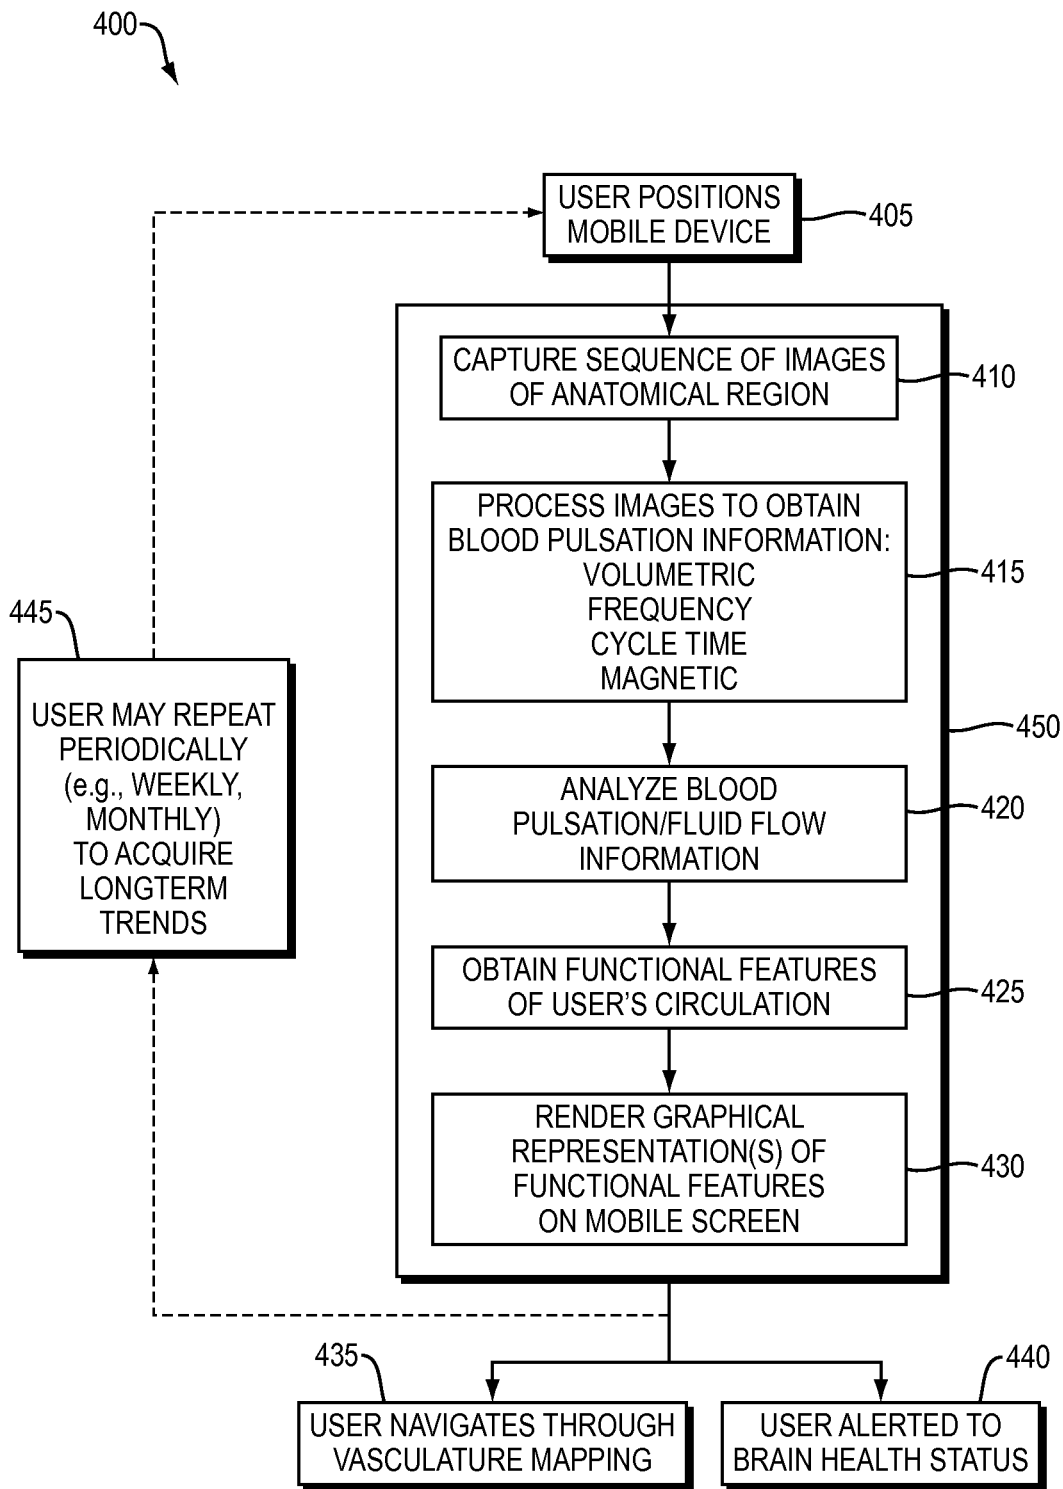 400
USER POSITIONS
MOBILE DEVICE
405
CAPTURE SEQUENCE OF IMAGES
OF ANATOMICAL REGION
410
PROCESS IMAGES TO OBTAIN
BLOOD PULSATION INFORMATION:
VOLUMETRIC
FREQUENCY
CYCLE TIME
MAGNETIC
415
445
USER MAY REPEAT
PERIODICALLY
(e.g., WEEKLY,
MONTHLY)
TO ACQUIRE
LONGTERM
TRENDS
450
ANALYZE BLOOD
PULSATION/FLUID FLOW
INFORMATION
420
OBTAIN FUNCTIONAL FEATURES
OF USER'S CIRCULATION
425
RENDER GRAPHICAL
REPRESENTATION(S) OF
FUNCTIONAL FEATURES
ON MOBILE SCREEN
430
435
USER NAVIGATES THROUGH
VASCULATURE MAPPING
440
USER ALERTED TO
BRAIN HEALTH STATUS